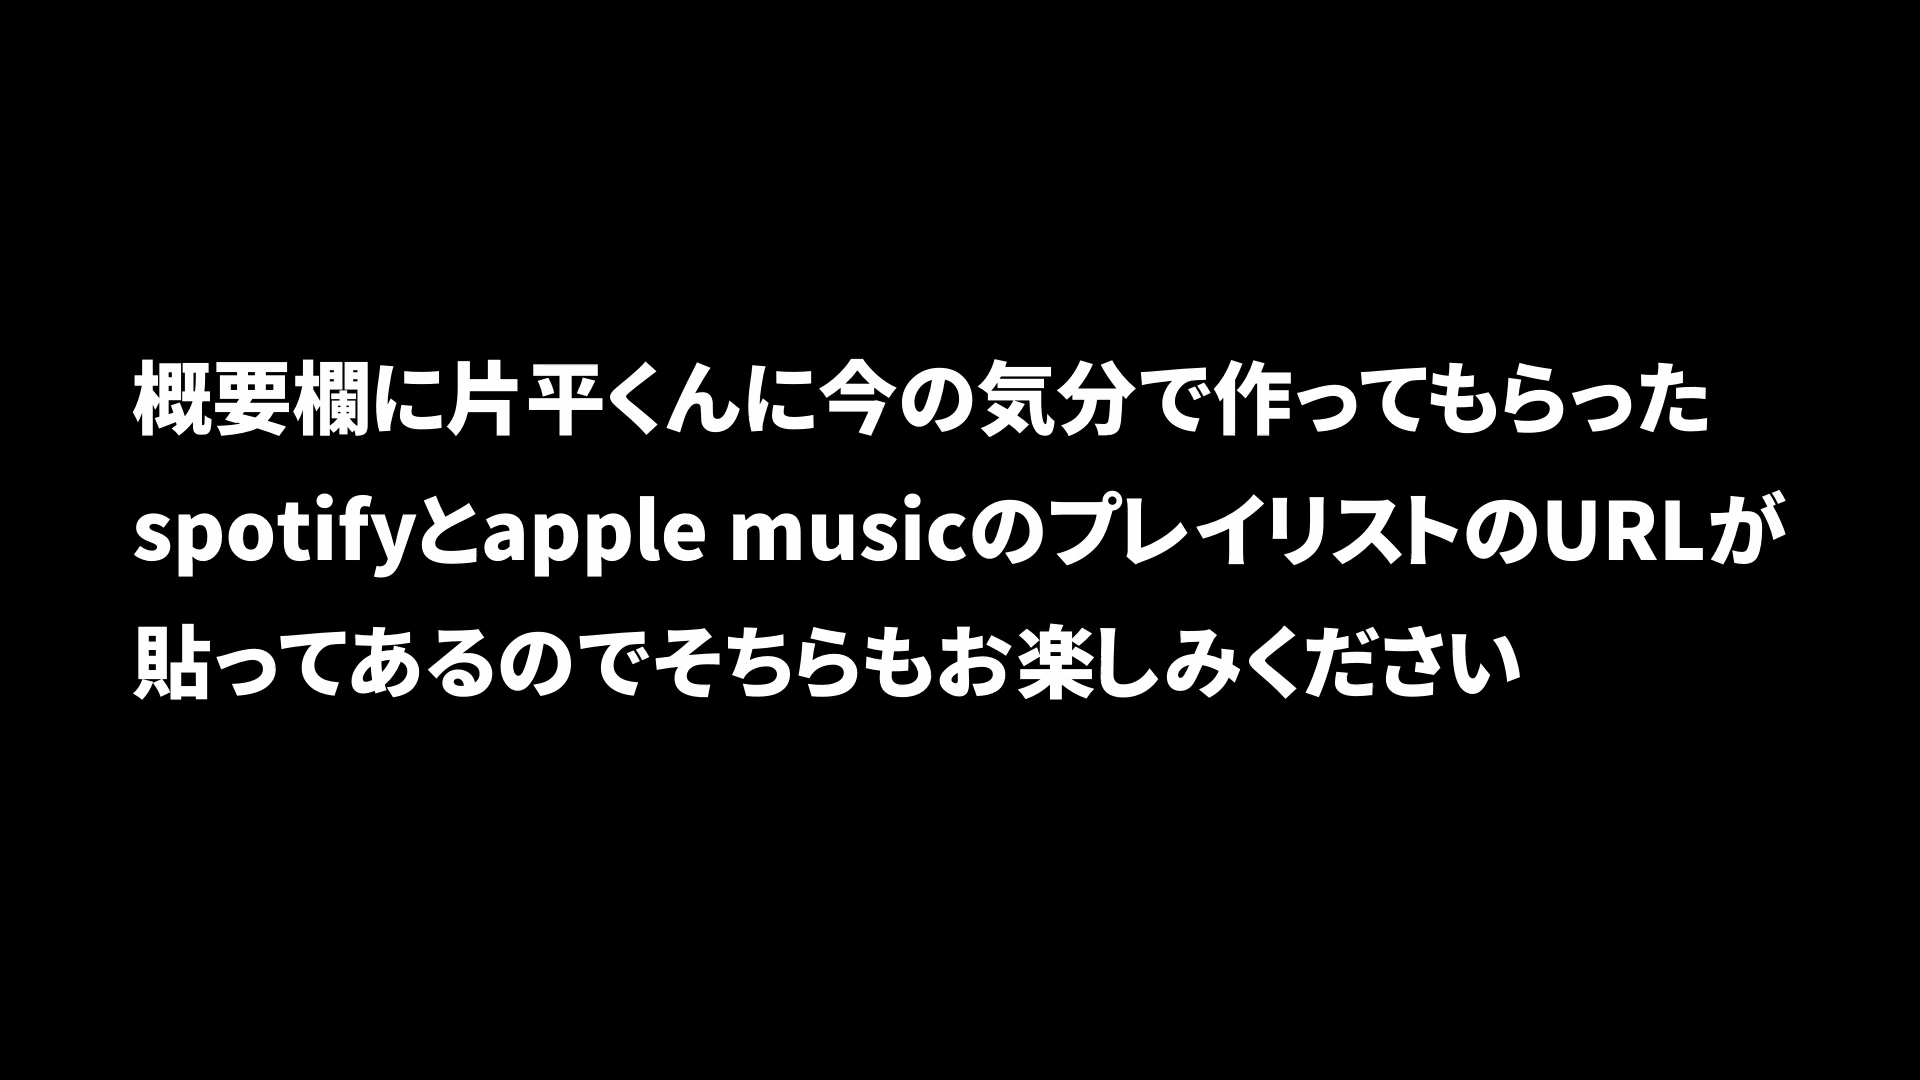 概要欄に片平くんに今の気分で作ってもらった
spotifyとapple musicのプレイリストのURLが
貼ってあるのでそちらもお楽しみください